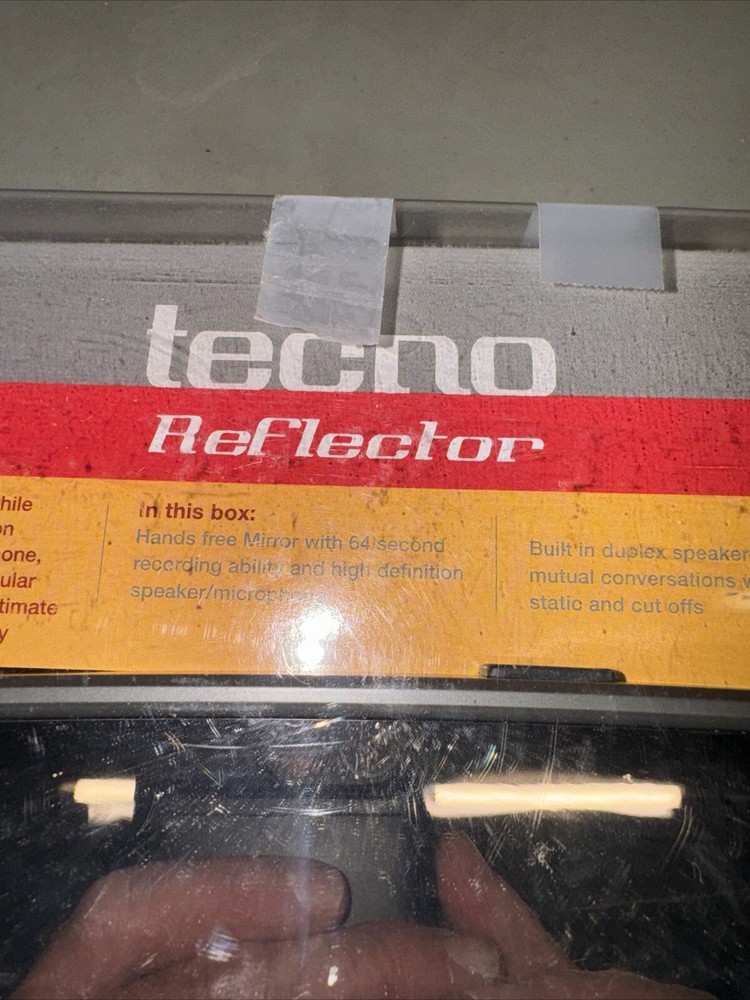 tecno
Reflector
hile
on
one,
ular
timate
y
In this box:
Hands free Mirror with 64 second
recording ability and high definition
speaker/microphone
Built in duplex speaker
mutual conversations w
static and cut offs